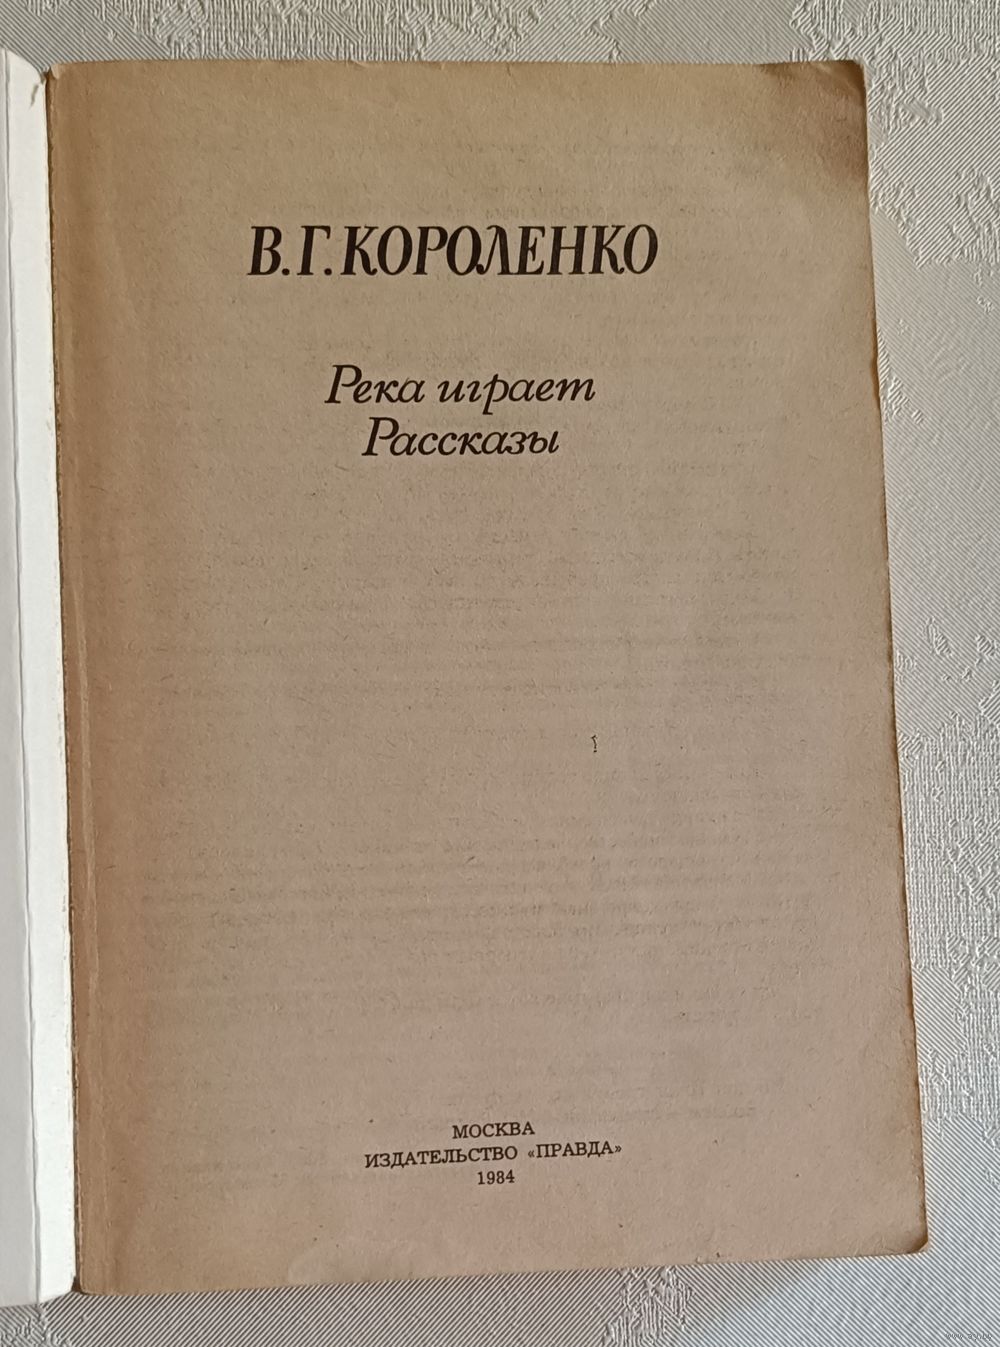 В.Г.КОРОЛЕНКО
Река играет
Рассказы
МОСКВА
ИЗДАТЕЛЬСТВО «ПРАВДА»
1984